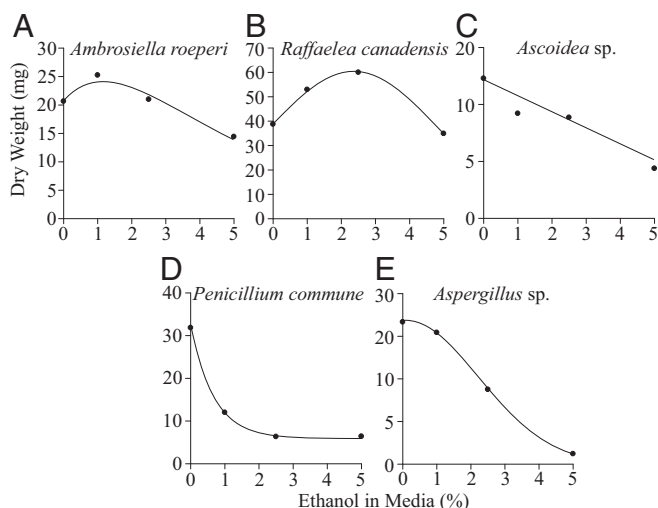 A B C
Ambrosiella roeperi Raffaelea canadensis Ascoidea sp.
Dry Weight (mg)
30
25
20
15
10
5
0
0 1 2 3 4 5
70
60
50
40
30
20
10
0
0 1 2 3 4 5
15
10
5
0
0 1 2 3 4 5
D E
Penicillium commune Aspergillus sp.
40
30
20
10
0
0 1 2 3 4 5
30
20
10
5
0
0 1 2 3 4 5
Ethanol in Media (%)